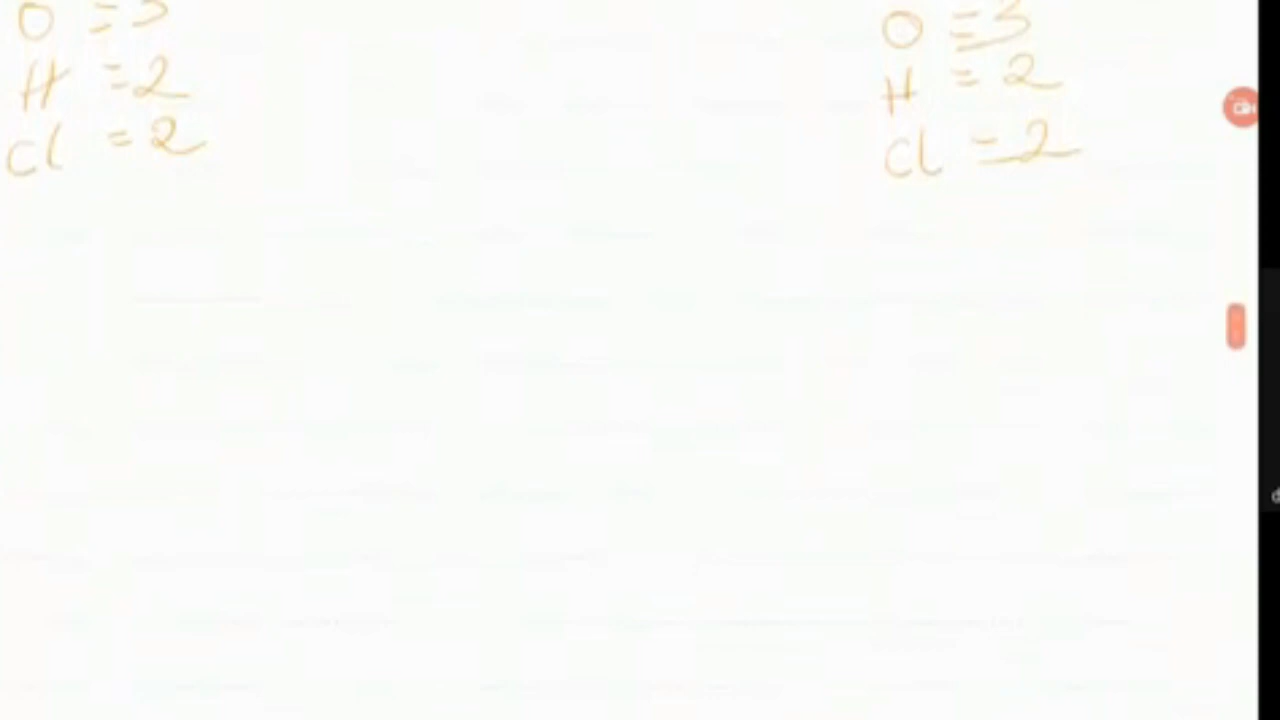 O = 3 O = 3
H = 2 H = 2
Cl = 2 Cl = 2